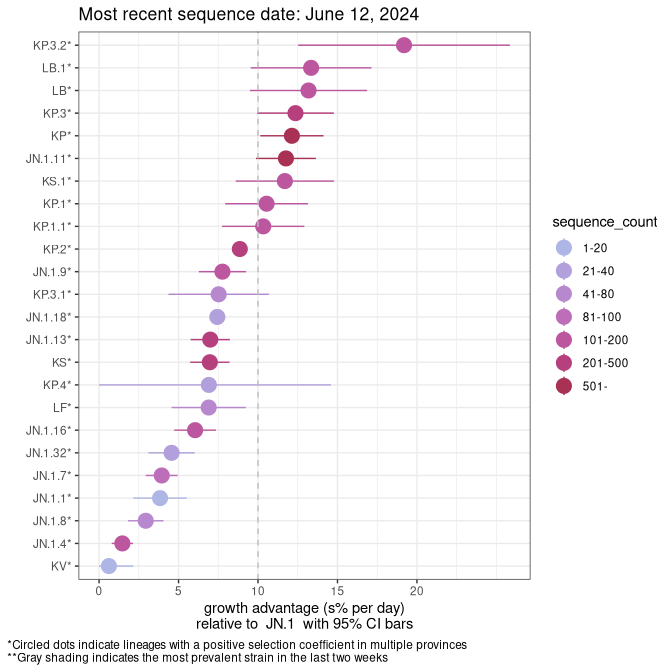 Most recent sequence date: June 12, 2024
KP.3.2*
LB.1*
LB*
KP.3*
KP*
JN.1.11*
KS.1*
KP.1*
KP.1.1*
KP.2*
JN.1.9*
KP.3.1*
JN.1.18*
JN.1.13*
KS*
KP.4*
LF*
JN.1.16*
JN.1.32*
JN.1.7*
JN.1.1*
JN.1.8*
JN.1.4*
KV*
0 5 10 15 20
growth advantage (s% per day)
relative to JN.1 with 95% CI bars
sequence_count
1-20
21-40
41-80
81-100
101-200
201-500
501-
*Circled dots indicate lineages with a positive selection coefficient in multiple provinces
**Gray shading indicates the most prevalent strain in the last two weeks